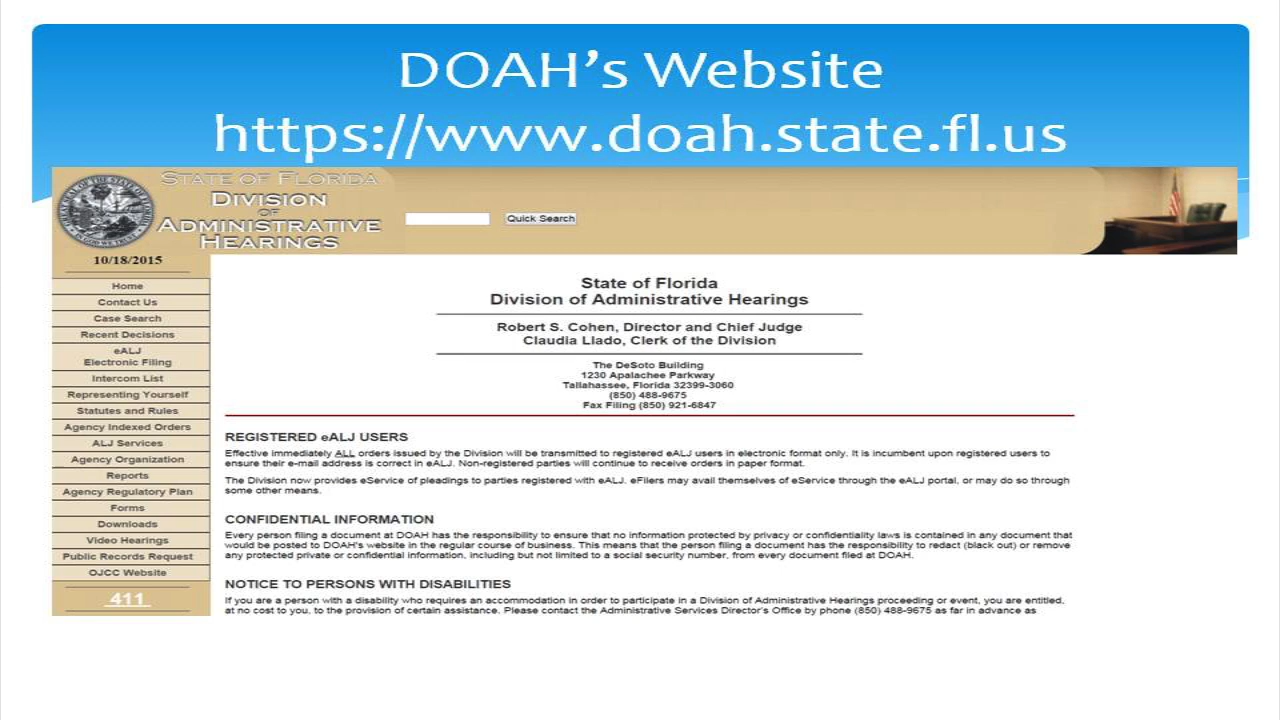 DOAH’s Website
https://www.doah.state.fl.us
STATE OF FLORIDA
DIVISION
OF
ADMINISTRATIVE
HEARINGS
Quick Search
10/18/2015
Home
Contact Us
Case Search
Recent Decisions
eALJ
Electronic Filing
Intercom List
Representing Yourself
Statutes and Rules
Agency Indexed Orders
ALJ Services
Agency Organization
Reports
Agency Regulatory Plan
Forms
Downloads
Video Hearings
Public Records Request
OJCC Website
411
State of Florida
Division of Administrative Hearings
Robert S. Cohen, Director and Chief Judge
Claudia Llado, Clerk of the Division
The DeSoto Building
1230 Apalachee Parkway
Tallahassee, Florida 32399-3060
(850) 488-9675
Fax Filing (850) 921-6847
REGISTERED eALJ USERS
Effective immediately ALL orders issued by the Division will be transmitted to registered eALJ users in electronic format only. It is incumbent upon registered users to
ensure their e-mail address is correct in eALJ. Non-registered parties will continue to receive orders in paper format.
The Division now provides eService of pleadings to parties registered with eALJ. eFilers may avail themselves of eService through the eALJ portal, or may do so through
some other means.
CONFIDENTIAL INFORMATION
Every person filing a document at DOAH has the responsibility to ensure that no information protected by privacy or confidentiality laws is contained in any document that
would be posted to DOAH's website in the regular course of business. This means that the person filing a document has the responsibility to redact (black out) or remove
any protected private or confidential information, including but not limited to a social security number, from every document filed at DOAH.
NOTICE TO PERSONS WITH DISABILITIES
If you are a person with a disability who requires an accommodation in order to participate in a Division of Administrative Hearings proceeding or event, you are entitled,
at no cost to you, to the provision of certain assistance. Please contact the Administrative Services Director's Office by phone (850) 488-9675 as far in advance as